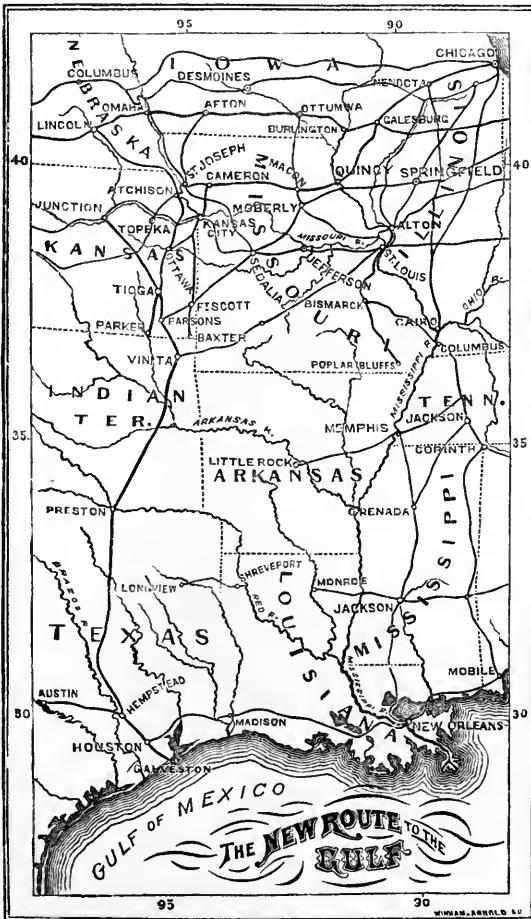 95 90
CHICAGO
NEBRASKA
IOWA
COLUMBUS
DESMOINES
MENDOTA
OMAHA
AFTON
OTTUMWA
GALESBURG
LINCOLN
BURLINGTON
ILLINOIS
40 40
ST. JOSEPH
CAMERON
MACON
QUINCY
SPRINGFIELD
ATCHISON
MISSOURI
JUNCTION
MOBERLY
ALTON
TOPEKA
KANSAS CITY
MISSOURI R.
KANSAS
OTTAWA
SEDALIA
JEFFERSON
ST. LOUIS
TIOGA
FT SCOTT
BISMARCK
OHIO R.
PARKER
PARSONS
BAXTER
CAIRO
COLUMBUS
VINITA
POPLAR BLUFFS
MISSISSIPPI R.
INDIAN
TER.
TENN.
ARKANSAS R.
MEMPHIS
JACKSON
35 35
CORINTH
LITTLE ROCK
ARKANSAS
PRESTON
GRENADA
MISSISSIPPI
SHREVEPORT
LONGVIEW
MONROE
BRAZOS R.
RED R.
LOUISIANA
JACKSON
TEXAS
MISSISSIPPI R.
MOBILE
AUSTIN
HEMPSTEAD
50 30
MADISON
NEW ORLEANS
HOUSTON
GALVESTON
GULF OF MEXICO
THE NEW ROUTE TO THE
GULF
95 90